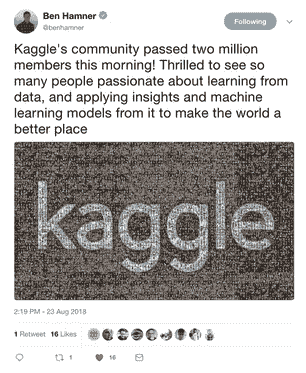 Ben Hamner
@benhamner
Following
Kaggle's community passed two million
members this morning! Thrilled to see so
many people passionate about learning from
data, and applying insights and machine
learning models from it to make the world a
better place
kaggle
2:19 PM - 23 Aug 2018
1 Retweet 16 Likes
1 16